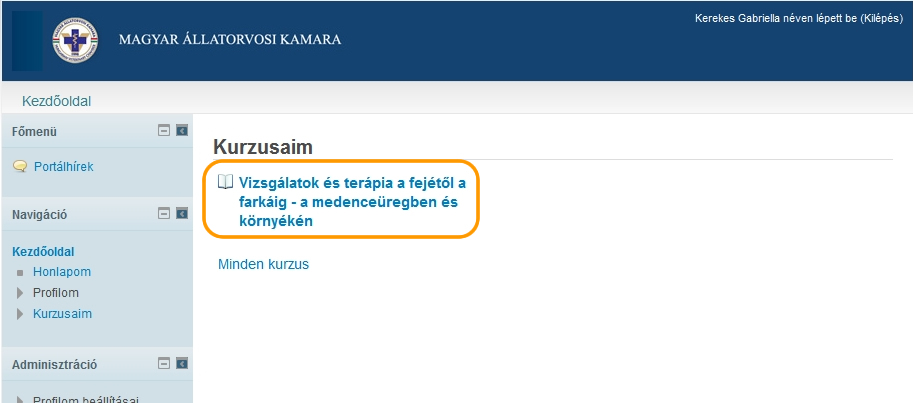 Kerekes Gabriella néven lépett be (Kilépés)
MAGYAR ÁLLATORVOSI KAMARA
Kezdőoldal
Főmenü
Portálhírek
Navigáció
Kezdőoldal
Honlapom
Profilom
Kurzusaim
Adminisztráció
Profilom beállításai
Kurzusaim
Vizsgálatok és terápia a fejétől a
farkáig - a medenceüregben és
környékén
Minden kurzus